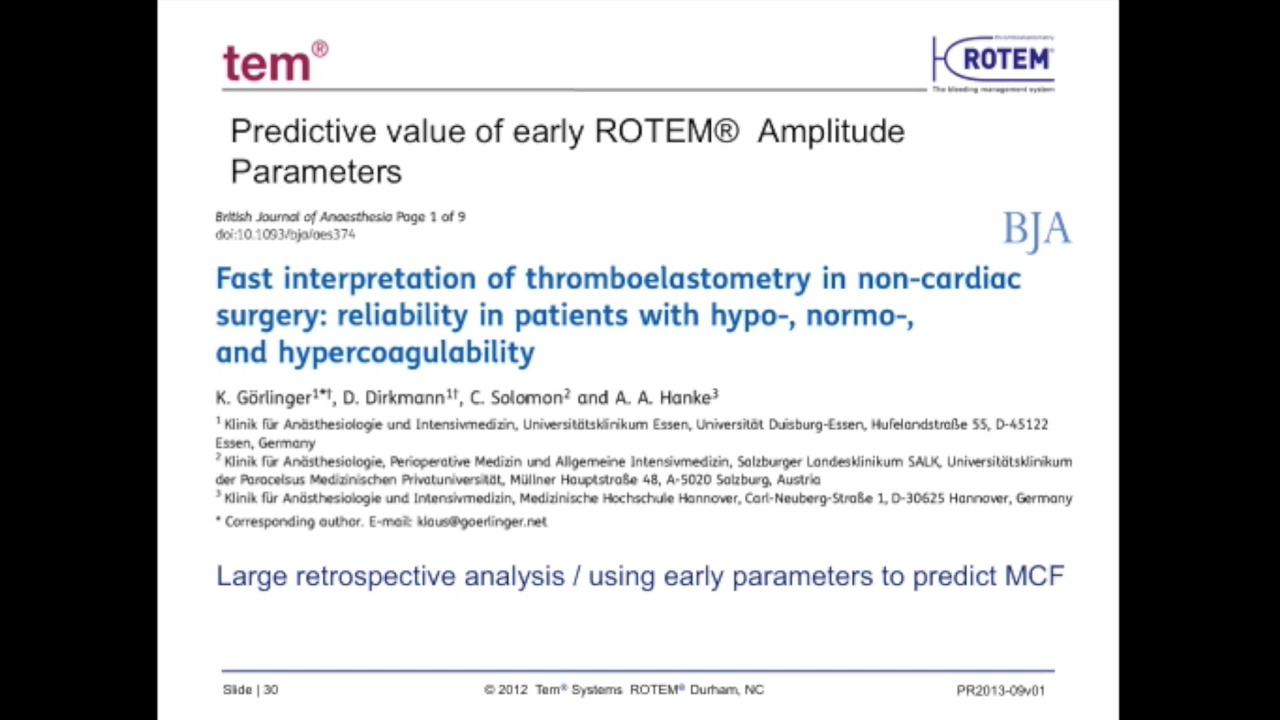 tem®
thromboelastometry
ROTEM®
The bleeding management system
Predictive value of early ROTEM® Amplitude
Parameters
British Journal of Anaesthesia Page 1 of 9
doi:10.1093/bja/aes374
BJA
Fast interpretation of thromboelastometry in non-cardiac
surgery: reliability in patients with hypo-, normo-,
and hypercoagulability
K. Görlinger1*†, D. Dirkmann1†, C. Solomon2 and A. A. Hanke3
1 Klinik für Anästhesiologie und Intensivmedizin, Universitätsklinikum Essen, Universität Duisburg-Essen, Hufelandstraße 55, D-45122
Essen, Germany
2 Klinik für Anästhesiologie, Perioperative Medizin und Allgemeine Intensivmedizin, Salzburger Landesklinikum SALK, Universitätsklinikum
der Paracelsus Medizinischen Privatuniversität, Müllner Hauptstraße 48, A-5020 Salzburg, Austria
3 Klinik für Anästhesiologie und Intensivmedizin, Medizinische Hochschule Hannover, Carl-Neuberg-Straße 1, D-30625 Hannover, Germany
* Corresponding author. E-mail: klaus@goerlinger.net
Large retrospective analysis / using early parameters to predict MCF
Slide | 30
© 2012 Tem® Systems ROTEM® Durham, NC
PR2013-09v01